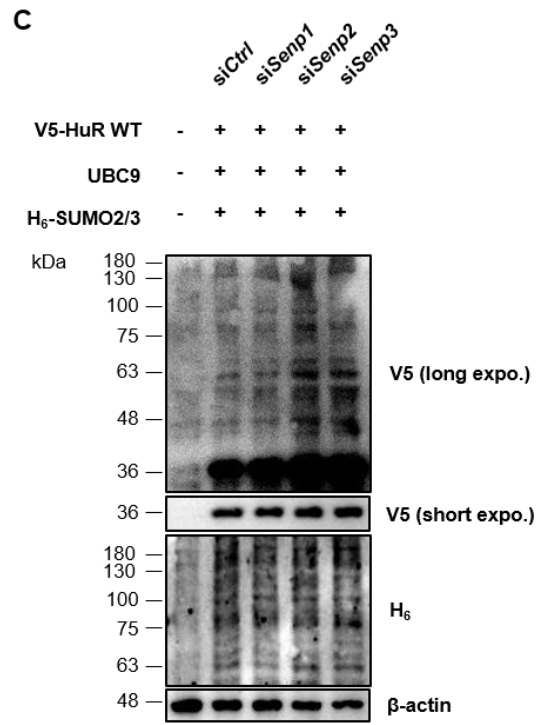 C
siCtrl siSenp1 siSenp2 siSenp3
V5-HuR WT - + + + +
UBC9 - + + + +
H₆-SUMO2/3 - + + + +
kDa
180
130
100
75
63 V5 (long expo.)
48
36
36 V5 (short expo.)
180
130
100 H₆
75
63
48 β-actin